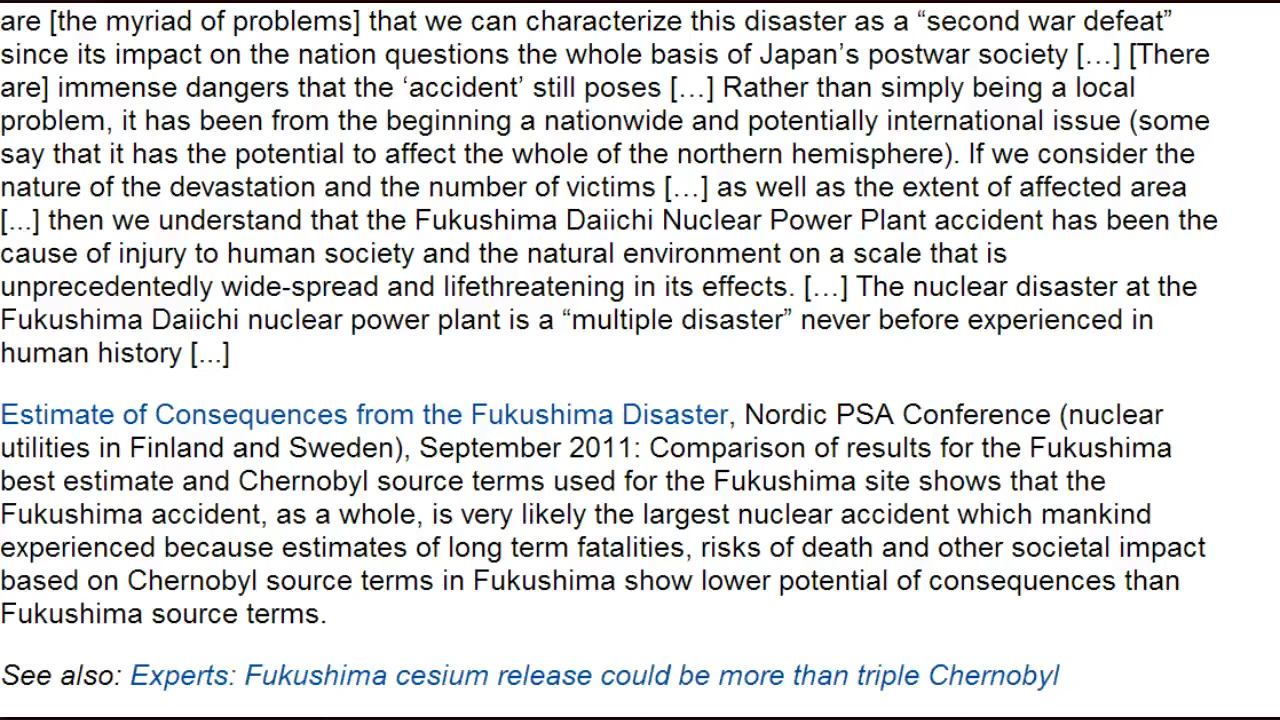 are [the myriad of problems] that we can characterize this disaster as a “second war defeat”
since its impact on the nation questions the whole basis of Japan’s postwar society […] [There
are] immense dangers that the ‘accident’ still poses […] Rather than simply being a local
problem, it has been from the beginning a nationwide and potentially international issue (some
say that it has the potential to affect the whole of the northern hemisphere). If we consider the
nature of the devastation and the number of victims […] as well as the extent of affected area
[...] then we understand that the Fukushima Daiichi Nuclear Power Plant accident has been the
cause of injury to human society and the natural environment on a scale that is
unprecedentedly wide-spread and lifethreatening in its effects. […] The nuclear disaster at the
Fukushima Daiichi nuclear power plant is a “multiple disaster” never before experienced in
human history [...]
Estimate of Consequences from the Fukushima Disaster, Nordic PSA Conference (nuclear
utilities in Finland and Sweden), September 2011: Comparison of results for the Fukushima
best estimate and Chernobyl source terms used for the Fukushima site shows that the
Fukushima accident, as a whole, is very likely the largest nuclear accident which mankind
experienced because estimates of long term fatalities, risks of death and other societal impact
based on Chernobyl source terms in Fukushima show lower potential of consequences than
Fukushima source terms.
See also: Experts: Fukushima cesium release could be more than triple Chernobyl